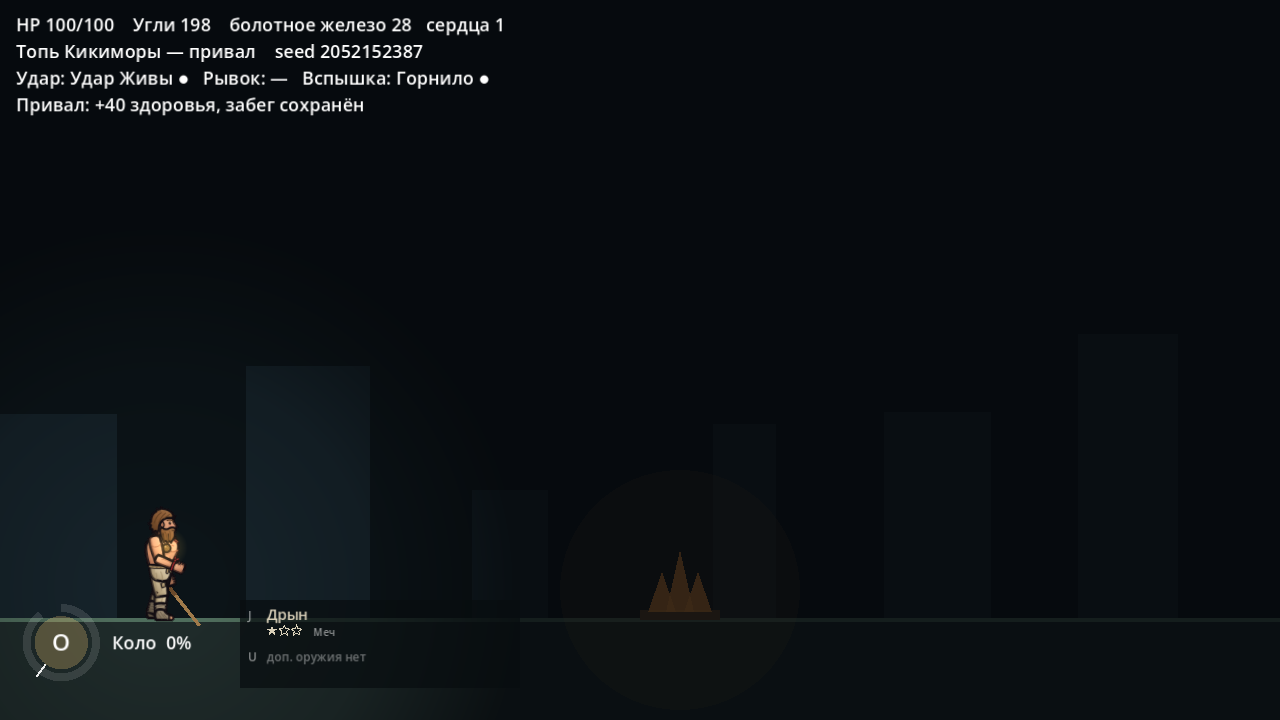 HP 100/100 Угли 198 болотное железо 28 сердца 1
Топь Кикиморы — привал seed 2052152387
Удар: Удар Живы ● Рывок: — Вспышка: Горнило ●
Привал: +40 здоровья, забег сохранён
J Дрын
★☆☆ Меч
О Коло 0%
U доп. оружия нет